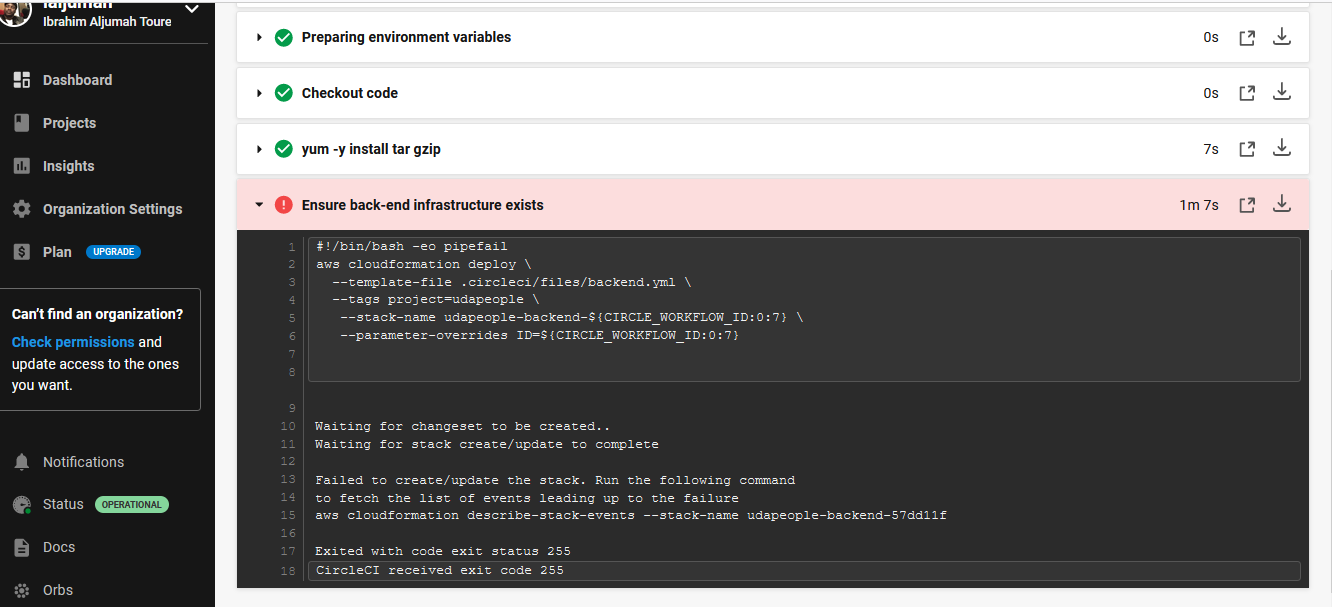 Ibrahim Aljumah Toure
Dashboard
Projects
Insights
Organization Settings
Plan UPGRADE
Can't find an organization?
Check permissions and
update access to the ones
you want.
Notifications
Status OPERATIONAL
Docs
Orbs
Preparing environment variables 0s
Checkout code 0s
yum -y install tar gzip 7s
Ensure back-end infrastructure exists 1m 7s
1 #!/bin/bash -eo pipefail
2 aws cloudformation deploy \
3 --template-file .circleci/files/backend.yml \
4 --tags project=udapeople \
5 --stack-name udapeople-backend-${CIRCLE_WORKFLOW_ID:0:7} \
6 --parameter-overrides ID=${CIRCLE_WORKFLOW_ID:0:7}
7
8
9
10 Waiting for changeset to be created..
11 Waiting for stack create/update to complete
12
13 Failed to create/update the stack. Run the following command
14 to fetch the list of events leading up to the failure
15 aws cloudformation describe-stack-events --stack-name udapeople-backend-57dd11f
16
17 Exited with code exit status 255
18 CircleCI received exit code 255